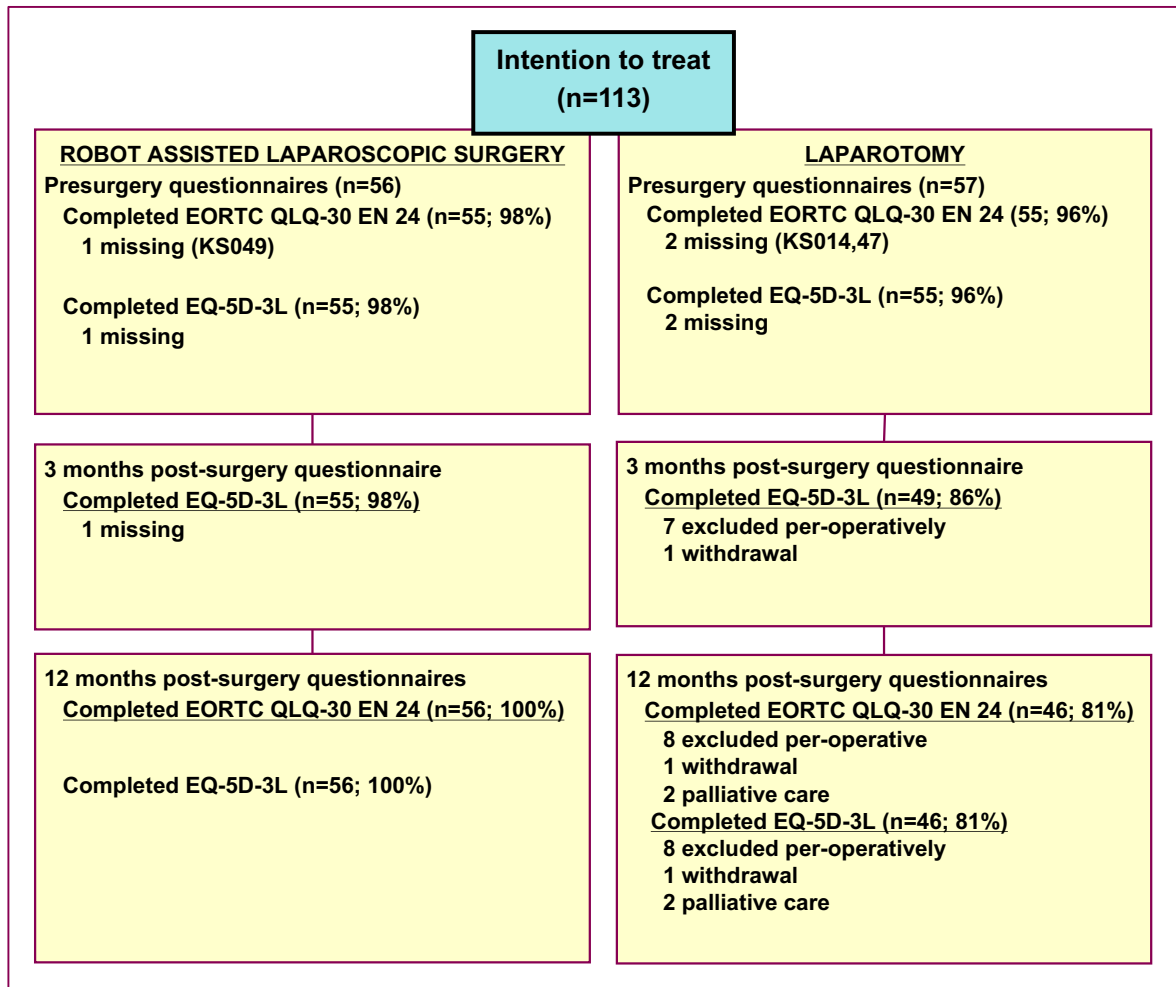 Intention to treat
(n=113)
ROBOT ASSISTED LAPAROSCOPIC SURGERY
Presurgery questionnaires (n=56)
Completed EORTC QLQ-30 EN 24 (n=55; 98%)
1 missing (KS049)
Completed EQ-5D-3L (n=55; 98%)
1 missing
LAPAROTOMY
Presurgery questionnaires (n=57)
Completed EORTC QLQ-30 EN 24 (55; 96%)
2 missing (KS014,47)
Completed EQ-5D-3L (n=55; 96%)
2 missing
3 months post-surgery questionnaire
Completed EQ-5D-3L (n=55; 98%)
1 missing
3 months post-surgery questionnaire
Completed EQ-5D-3L (n=49; 86%)
7 excluded per-operatively
1 withdrawal
12 months post-surgery questionnaires
Completed EORTC QLQ-30 EN 24 (n=56; 100%)
Completed EQ-5D-3L (n=56; 100%)
12 months post-surgery questionnaires
Completed EORTC QLQ-30 EN 24 (n=46; 81%)
8 excluded per-operative
1 withdrawal
2 palliative care
Completed EQ-5D-3L (n=46; 81%)
8 excluded per-operatively
1 withdrawal
2 palliative care